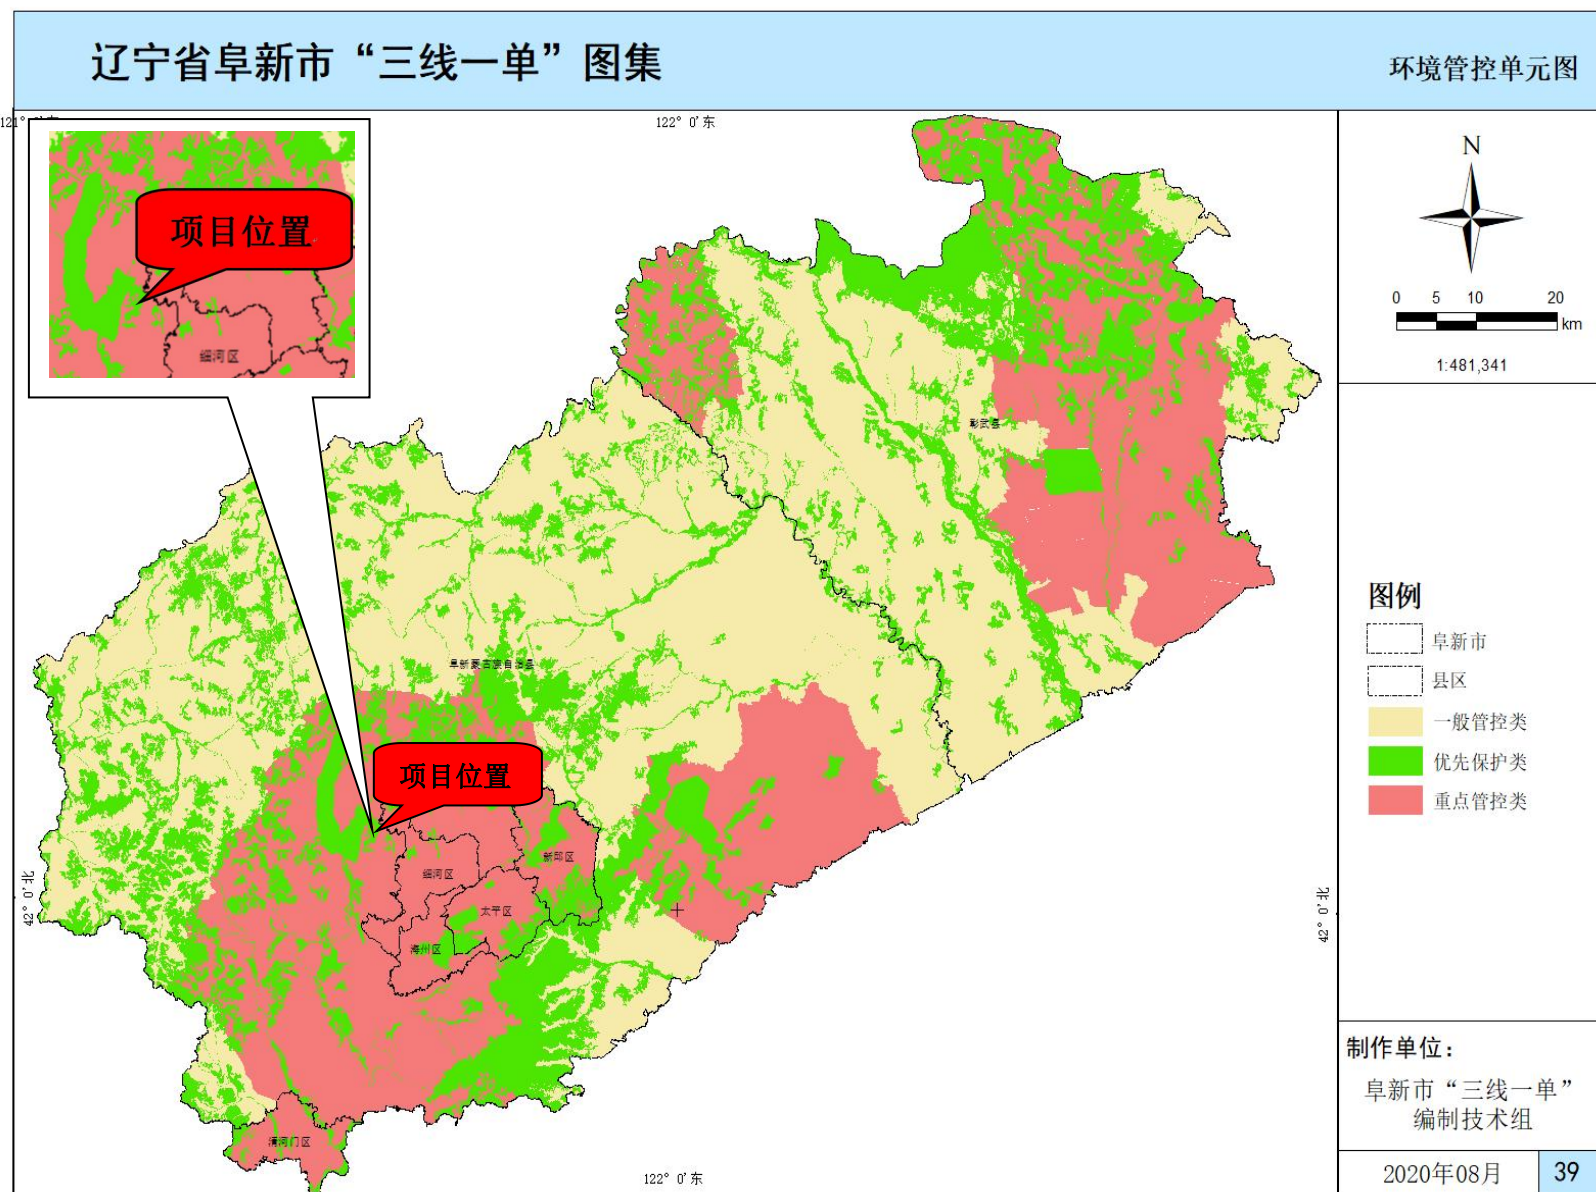 辽宁省阜新市“三线一单”图集
环境管控单元图
121° 0′东
122° 0′东
项目位置
细河区
N
0 5 10 20
km
1:481,341
彰武县
图例
阜新市
县区
一般管控类
优先保护类
重点管控类
阜新蒙古族自治县
项目位置
新邱区
细河区
太平区
海州区
清河门区
42° 0′北
42° 0′北
122° 0′东
制作单位：
阜新市“三线一单”
编制技术组
2020年08月
39